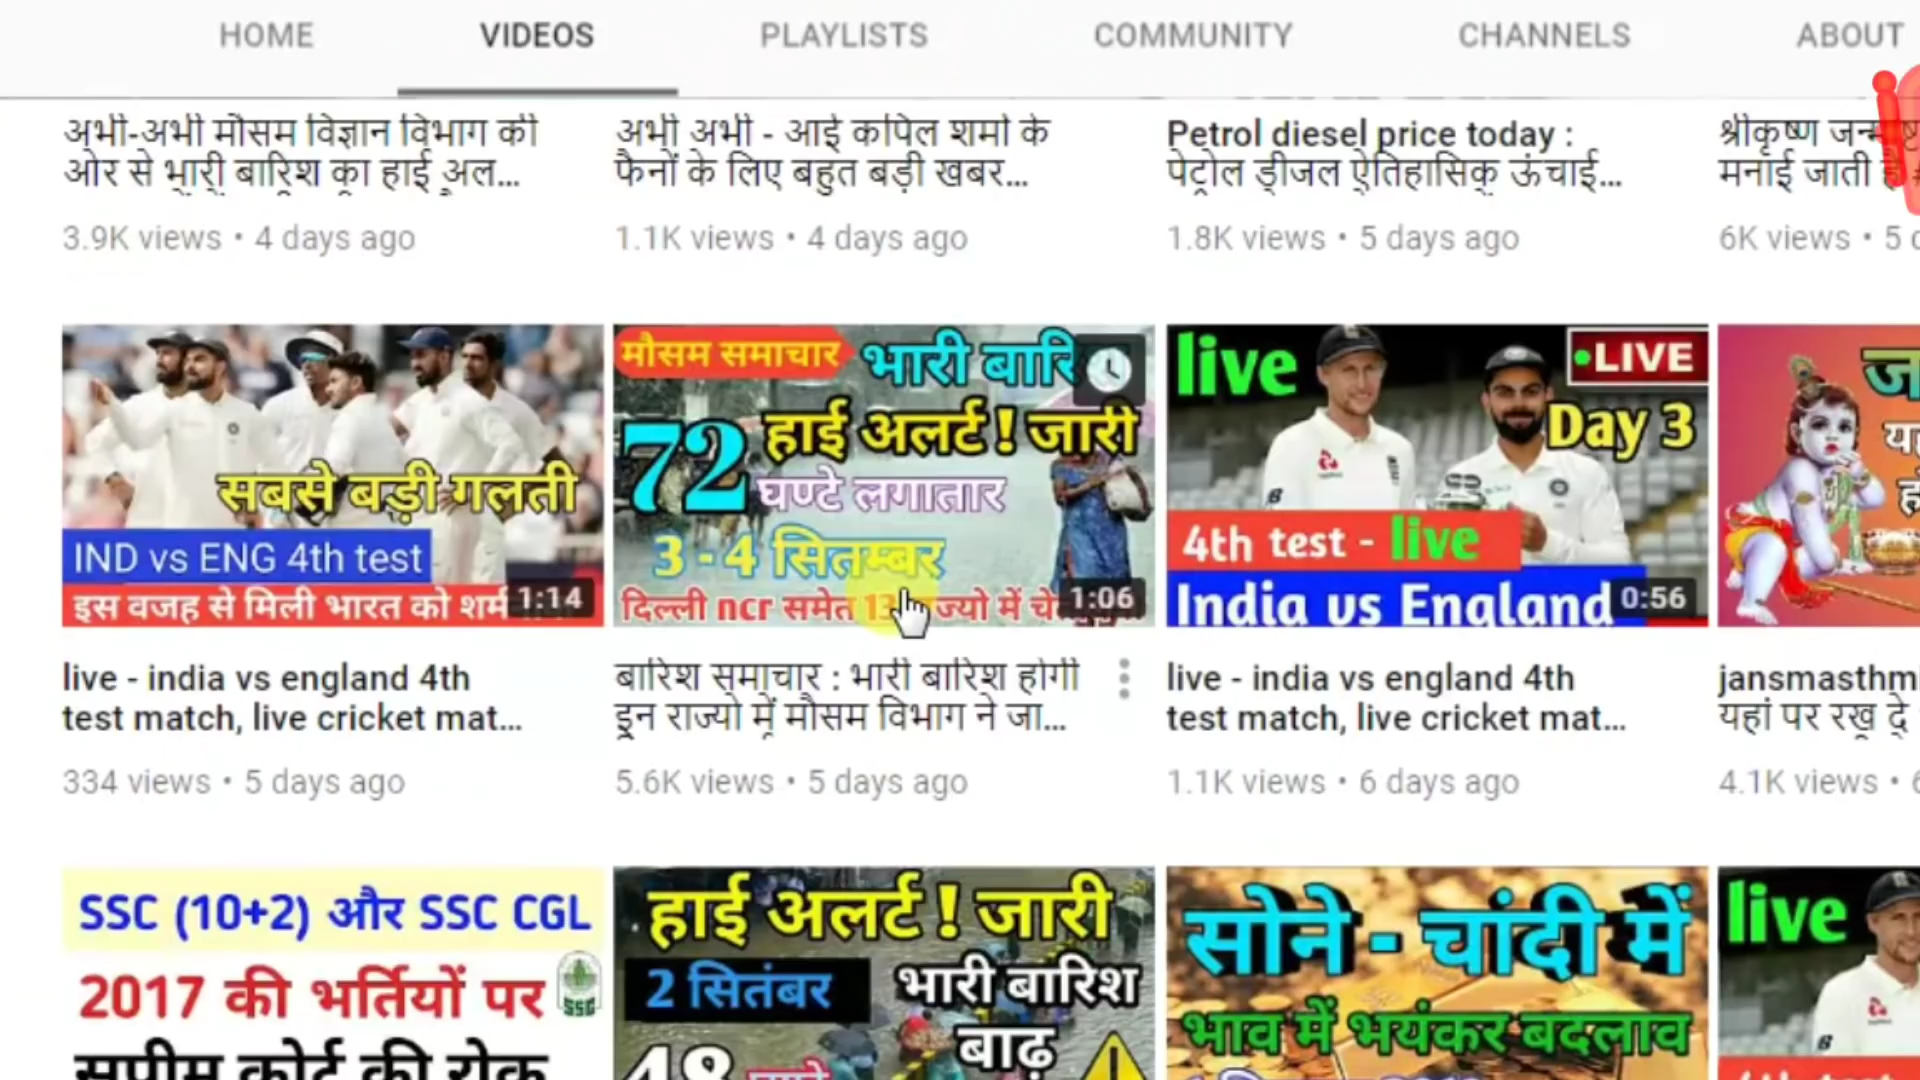 HOME VIDEOS PLAYLISTS COMMUNITY CHANNELS ABOUT
अभी-अभी मौसम विज्ञान विभाग की
ओर से भारी बारिश का हाई अल...
3.9K views • 4 days ago
अभी अभी - आई कपिल शर्मा के
फैनों के लिए बहुत बड़ी खबर...
1.1K views • 4 days ago
Petrol diesel price today :
पेट्रोल डीजल ऐतिहासिक ऊंचाई...
1.8K views • 5 days ago
श्रीकृष्ण
मनाई जाती
6K views • 5
सबसे बड़ी गलती
IND vs ENG 4th test
इस वजह से मिली भारत को
1:14
live - india vs england 4th
test match, live cricket mat...
334 views • 5 days ago
मौसम समाचार
भारी
हाई अलर्ट ! जारी
72 घण्टे लगातार
3 - 4 सितम्बर
दिल्ली ncr समेत
1:06
बारिश समाचार : भारी बारिश होगी
इन राज्यो में मौसम विभाग ने जा...
5.6K views • 5 days ago
live
•LIVE
Day 3
4th test - live
India vs England
0:56
live - india vs england 4th
test match, live cricket mat...
1.1K views • 6 days ago
यहां पर रख दे
4.1K views •
SSC (10+2) और SSC CGL
2017 की भर्तियों पर
SSC
सुप्रीम कोर्ट की रोक
हाई अलर्ट ! जारी
2 सितंबर
भारी बारिश
बाढ़
48
सोने - चांदी में
भाव में भयंकर बदलाव
live